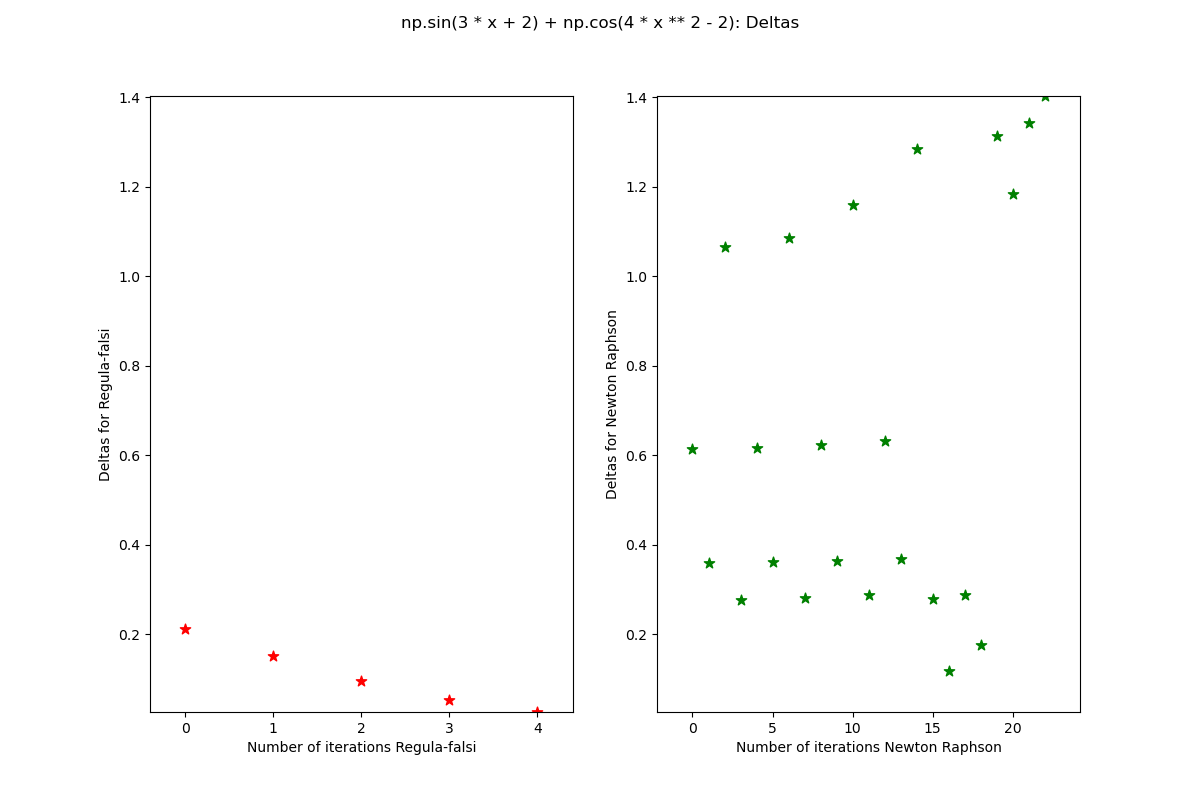 np.sin(3 * x + 2) + np.cos(4 * x ** 2 - 2): Deltas
Deltas for Regula-falsi
1.4
1.2
1.0
0.8
0.6
0.4
0.2
0 1 2 3 4
Number of iterations Regula-falsi
Deltas for Newton Raphson
1.4
1.2
1.0
0.8
0.6
0.4
0.2
0 5 10 15 20
Number of iterations Newton Raphson